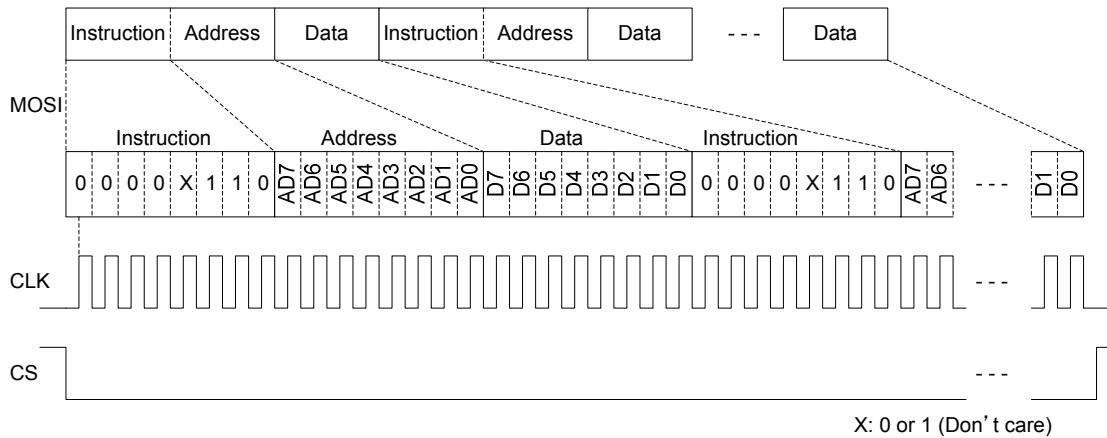 Instruction Address Data Instruction Address Data - - - Data
MOSI
Instruction Address Data Instruction
0 0 0 0 X 1 1 0 AD7 AD6 AD5 AD4 AD3 AD2 AD1 AD0 D7 D6 D5 D4 D3 D2 D1 D0 0 0 0 0 X 1 1 0 AD7 AD6 - - - D1 D0
CLK - - -
CS - - -
X: 0 or 1 (Don't care)